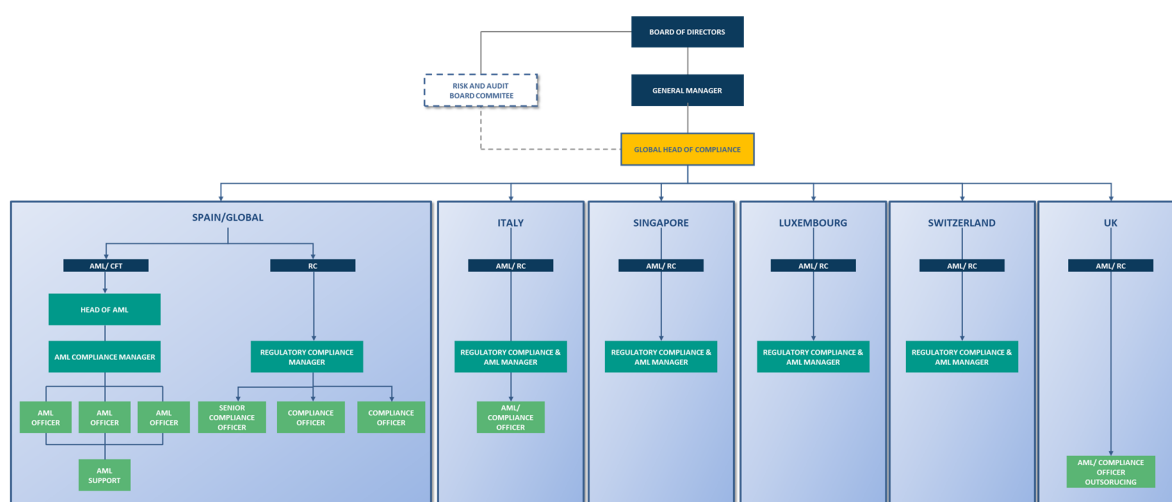 BOARD OF DIRECTORS
RISK AND AUDIT
BOARD COMMITEE
GENERAL MANAGER
GLOBAL HEAD OF COMPLIANCE
SPAIN/GLOBAL
AML/ CFT
RC
HEAD OF AML
AML COMPLIANCE MANAGER
REGULATORY COMPLIANCE
MANAGER
AML
OFFICER
AML
OFFICER
AML
OFFICER
SENIOR
COMPLIANCE
OFFICER
COMPLIANCE
OFFICER
COMPLIANCE
OFFICER
AML
SUPPORT
ITALY
AML/ RC
REGULATORY COMPLIANCE &
AML MANAGER
AML/
COMPLIANCE
OFFICER
SINGAPORE
AML/ RC
REGULATORY COMPLIANCE &
AML MANAGER
LUXEMBOURG
AML/ RC
REGULATORY COMPLIANCE &
AML MANAGER
SWITZERLAND
AML/ RC
REGULATORY COMPLIANCE &
AML MANAGER
UK
AML/ RC
AML/ COMPLIANCE
OFFICER
OUTSORUCING